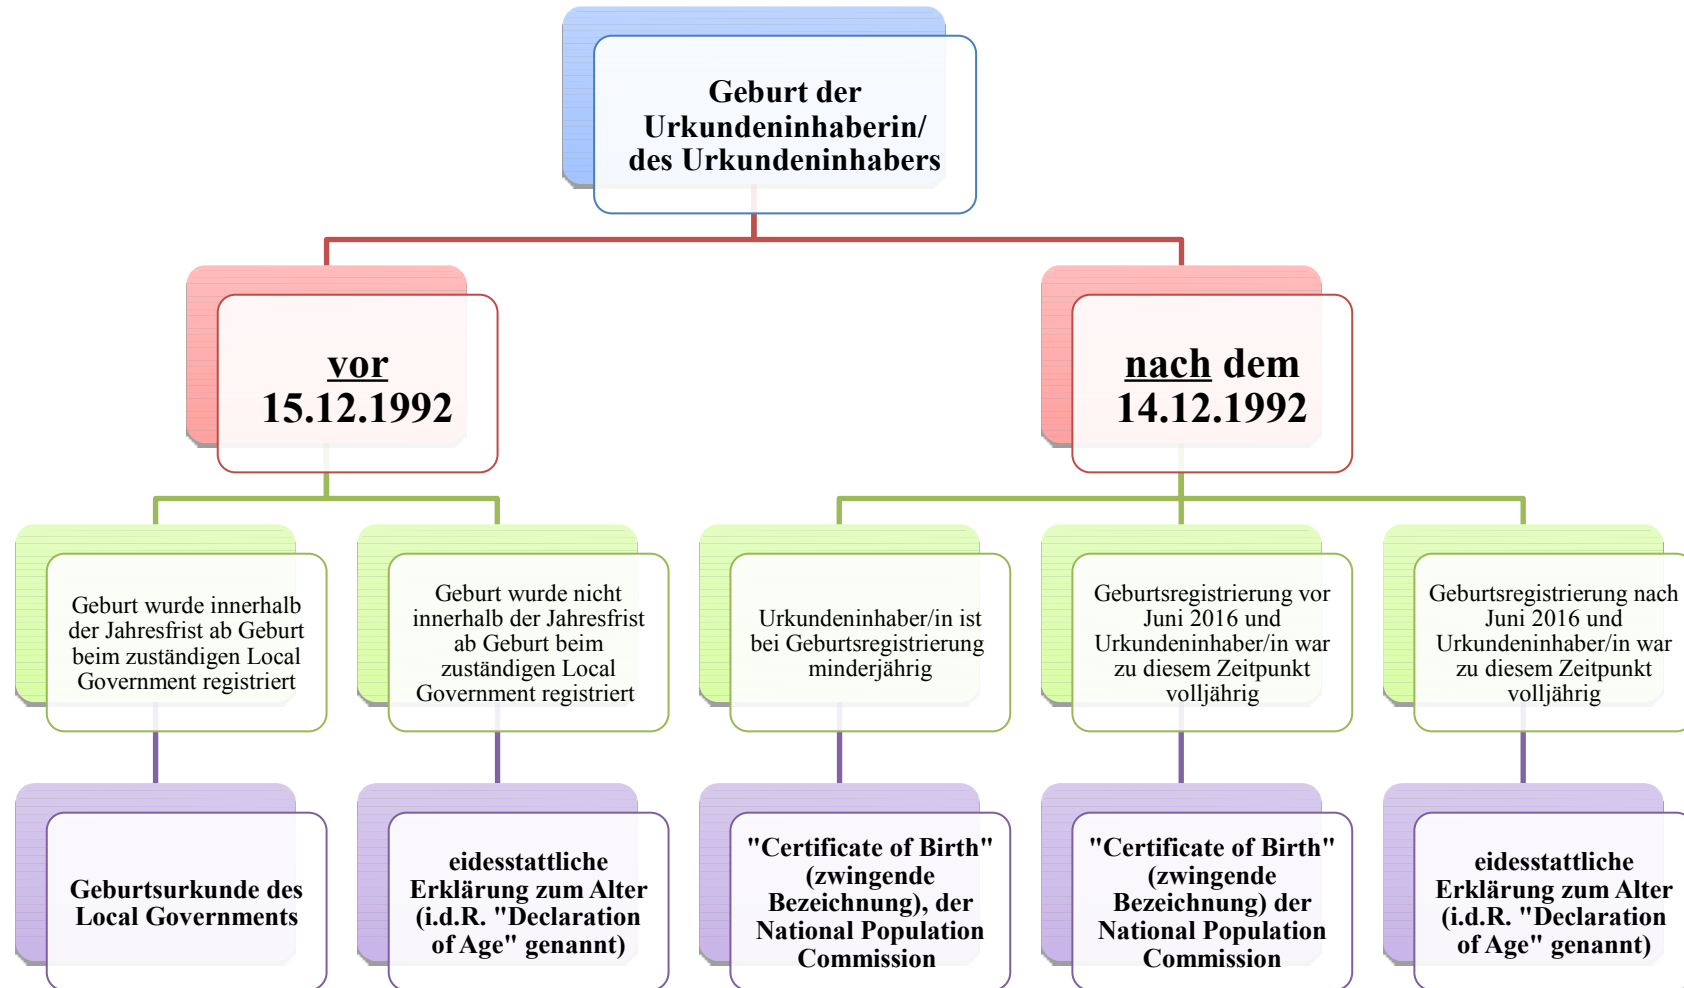 Geburt der
Urkundeninhaberin/
des Urkundeninhabers
vor
15.12.1992
nach dem
14.12.1992
Geburt wurde innerhalb
der Jahresfrist ab Geburt
beim zuständigen Local
Government registriert
Geburt wurde nicht
innerhalb der Jahresfrist
ab Geburt beim
zuständigen Local
Government registriert
Urkundeninhaber/in ist
bei Geburtsregistrierung
minderjährig
Geburtsregistrierung vor
Juni 2016 und
Urkundeninhaber/in war
zu diesem Zeitpunkt
volljährig
Geburtsregistrierung nach
Juni 2016 und
Urkundeninhaber/in war
zu diesem Zeitpunkt
volljährig
Geburtsurkunde des
Local Governments
eidesstattliche
Erklärung zum Alter
(i.d.R. "Declaration
of Age" genannt)
"Certificate of Birth"
(zwingende
Bezeichnung), der
National Population
Commission
"Certificate of Birth"
(zwingende
Bezeichnung) der
National Population
Commission
eidesstattliche
Erklärung zum Alter
(i.d.R. "Declaration
of Age" genannt)